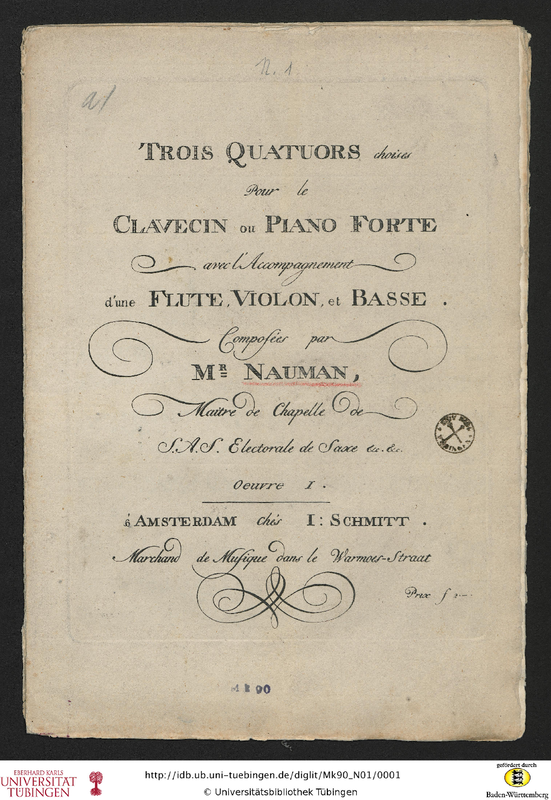 N. 1
TROIS QUATUORS choises
Pour le
CLAVECIN ou PIANO FORTE
avec l'Accompagnement
d'une FLUTE, VIOLON, et BASSE.
Composées par
MR NAUMAN,
Maitre de Chapelle de
S.A.S. Electorale de Saxe &c. &c.
Oeuvre I.
á AMSTERDAM chés I: SCHMITT.
Marchand de Musique dans le Warmoes-Straat
Prix f
Mk 90
EBERHARD KARLS
UNIVERSITÄT
TÜBINGEN
http://idb.ub.uni-tuebingen.de/diglit/Mk90_N01/0001
© Universitätsbibliothek Tübingen
gefördert durch
Baden-Württemberg